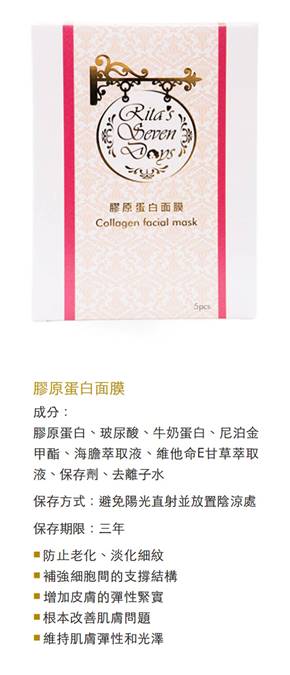 Rita's
Seven
Days
膠原蛋白面膜
Collagen facial mask
5pcs
膠原蛋白面膜
成分：
膠原蛋白、玻尿酸、牛奶蛋白、尼泊金
甲酯、海膽萃取液、維他命E甘草萃取
液、保存劑、去離子水
保存方式：避免陽光直射並放置陰涼處
保存期限：三年
■防止老化、淡化細紋
■補強細胞間的支撐結構
■增加皮膚的彈性緊實
■根本改善肌膚問題
■維持肌膚彈性和光澤